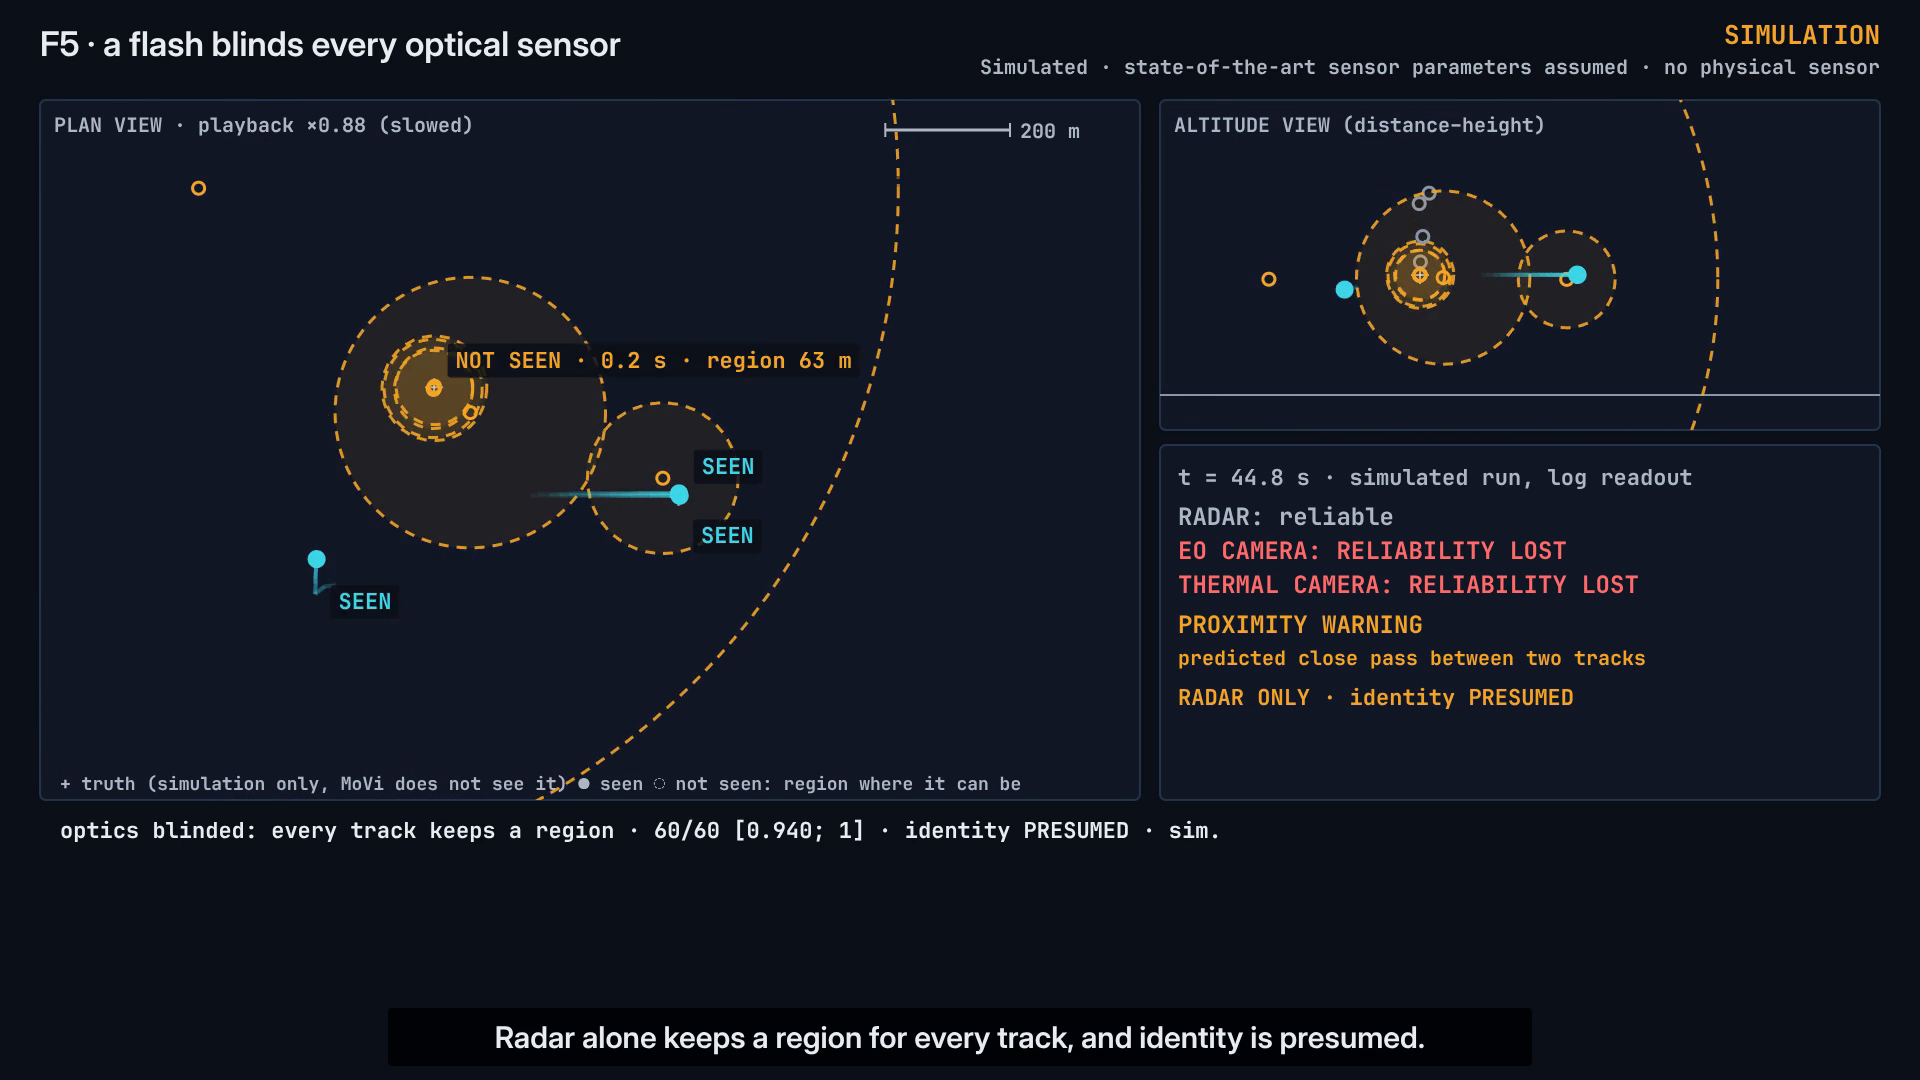 F5 · a flash blinds every optical sensor
SIMULATION
Simulated · state-of-the-art sensor parameters assumed · no physical sensor
PLAN VIEW · playback ×0.88 (slowed)
200 m
NOT SEEN · 0.2 s · region 63 m
SEEN
SEEN
SEEN
+ truth (simulation only, MoVi does not see it) ● seen ◌ not seen: region where it can be
ALTITUDE VIEW (distance-height)
t = 44.8 s · simulated run, log readout
RADAR: reliable
EO CAMERA: RELIABILITY LOST
THERMAL CAMERA: RELIABILITY LOST
PROXIMITY WARNING
predicted close pass between two tracks
RADAR ONLY · identity PRESUMED
optics blinded: every track keeps a region · 60/60 [0.940; 1] · identity PRESUMED · sim.
Radar alone keeps a region for every track, and identity is presumed.